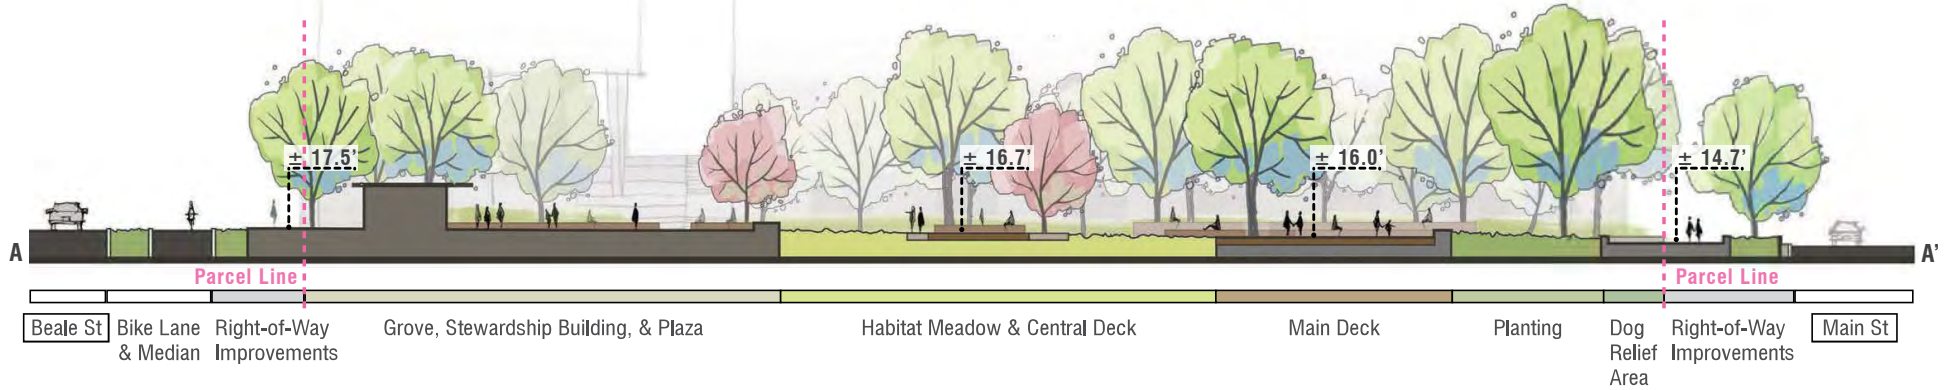 ± 17.5’
± 16.7’
± 16.0’
± 14.7’
A
A’
Parcel Line
Parcel Line
Beale St
Bike Lane
& Median
Right-of-Way
Improvements
Grove, Stewardship Building, & Plaza
Habitat Meadow & Central Deck
Main Deck
Planting
Dog
Relief
Area
Right-of-Way
Improvements
Main St